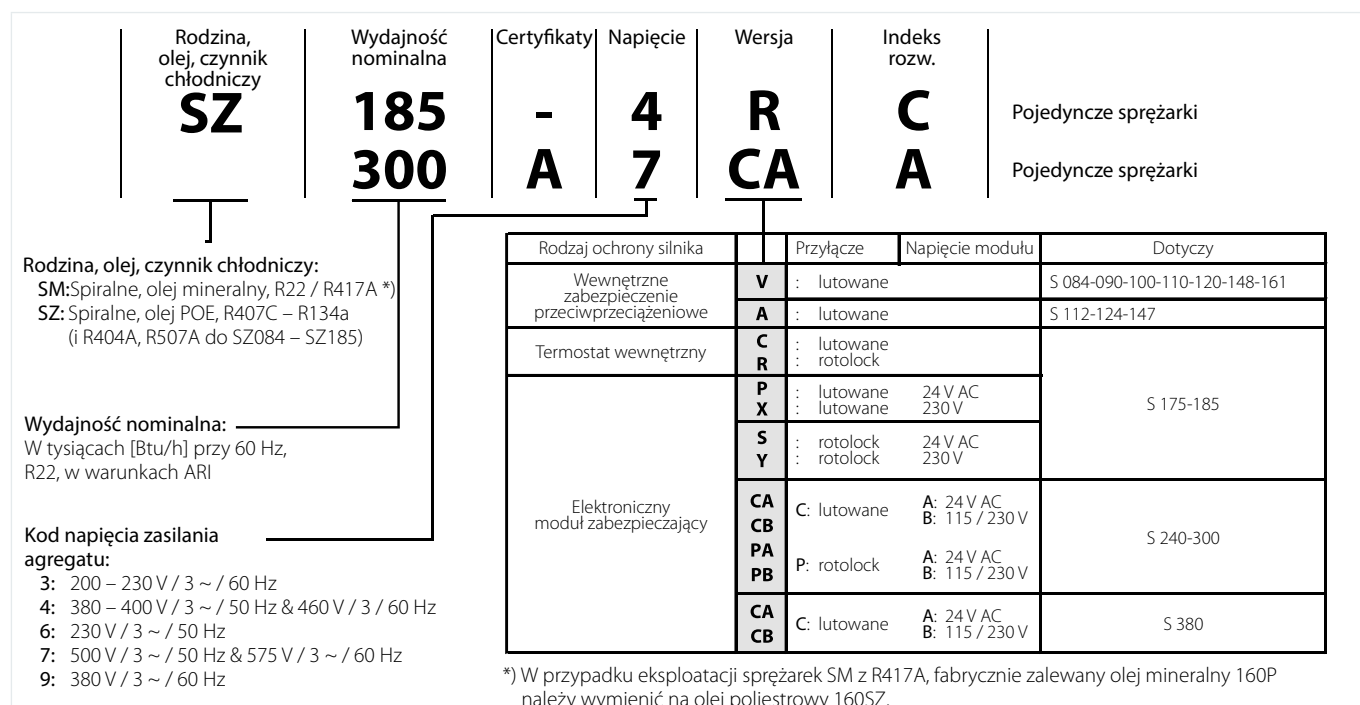 Rodzina, olej, czynnik chłodniczy
Wydajność nominalna
Certyfikaty
Napięcie
Wersja
Indeks rozw.
SZ 185 - 4 R C Pojedyncze sprężarki
300 A 7 CA A Pojedyncze sprężarki
Rodzina, olej, czynnik chłodniczy:
SM:Spiralne, olej mineralny, R22 / R417A *)
SZ: Spiralne, olej POE, R407C – R134a
(i R404A, R507A do SZ084 – SZ185)
Wydajność nominalna:
W tysiącach [Btu/h] przy 60 Hz,
R22, w warunkach ARI
Kod napięcia zasilania
agregatu:
3: 200 – 230 V / 3 ~ / 60 Hz
4: 380 – 400 V / 3 ~ / 50 Hz & 460 V / 3 / 60 Hz
6: 230 V / 3 ~ / 50 Hz
7: 500 V / 3 ~ / 50 Hz & 575 V / 3 ~ / 60 Hz
9: 380 V / 3 ~ / 60 Hz
Rodzaj ochrony silnika Przyłącze Napięcie modułu Dotyczy
Wewnętrzne
zabezpieczenie
przeciwprzeciążeniowe
V : lutowane S 084-090-100-110-120-148-161
A : lutowane S 112-124-147
Termostat wewnętrzny
C : lutowane
R : rotolock
P : lutowane 24 V AC
X : lutowane 230 V
S 175-185
S : rotolock 24 V AC
Y : rotolock 230 V
Elektroniczny
moduł zabezpieczający
CA
CB
C: lutowane
A: 24 V AC
B: 115 / 230 V
PA
PB
P: rotolock
A: 24 V AC
B: 115 / 230 V
S 240-300
CA
CB
C: lutowane
A: 24 V AC
B: 115 / 230 V
S 380
*) W przypadku eksploatacji sprężarek SM z R417A, fabrycznie zalewany olej mineralny 160P
należy wymienić na olej poliestrowy 160SZ.